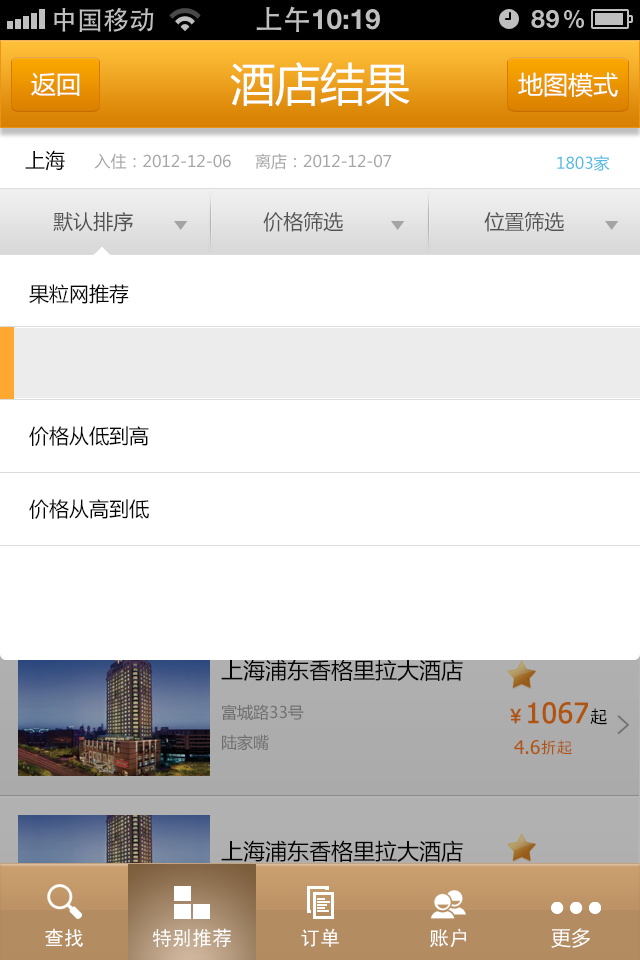 中国移动 上午10:19 89%
返回 酒店结果 地图模式
上海 入住：2012-12-06 离店：2012-12-07 1803家
默认排序 价格筛选 位置筛选
果粒网推荐
价格从低到高
价格从高到低
上海浦东香格里拉大酒店
富城路33号
¥1067起
陆家嘴
4.6折起
上海浦东香格里拉大酒店
查找 特别推荐 订单 账户 更多